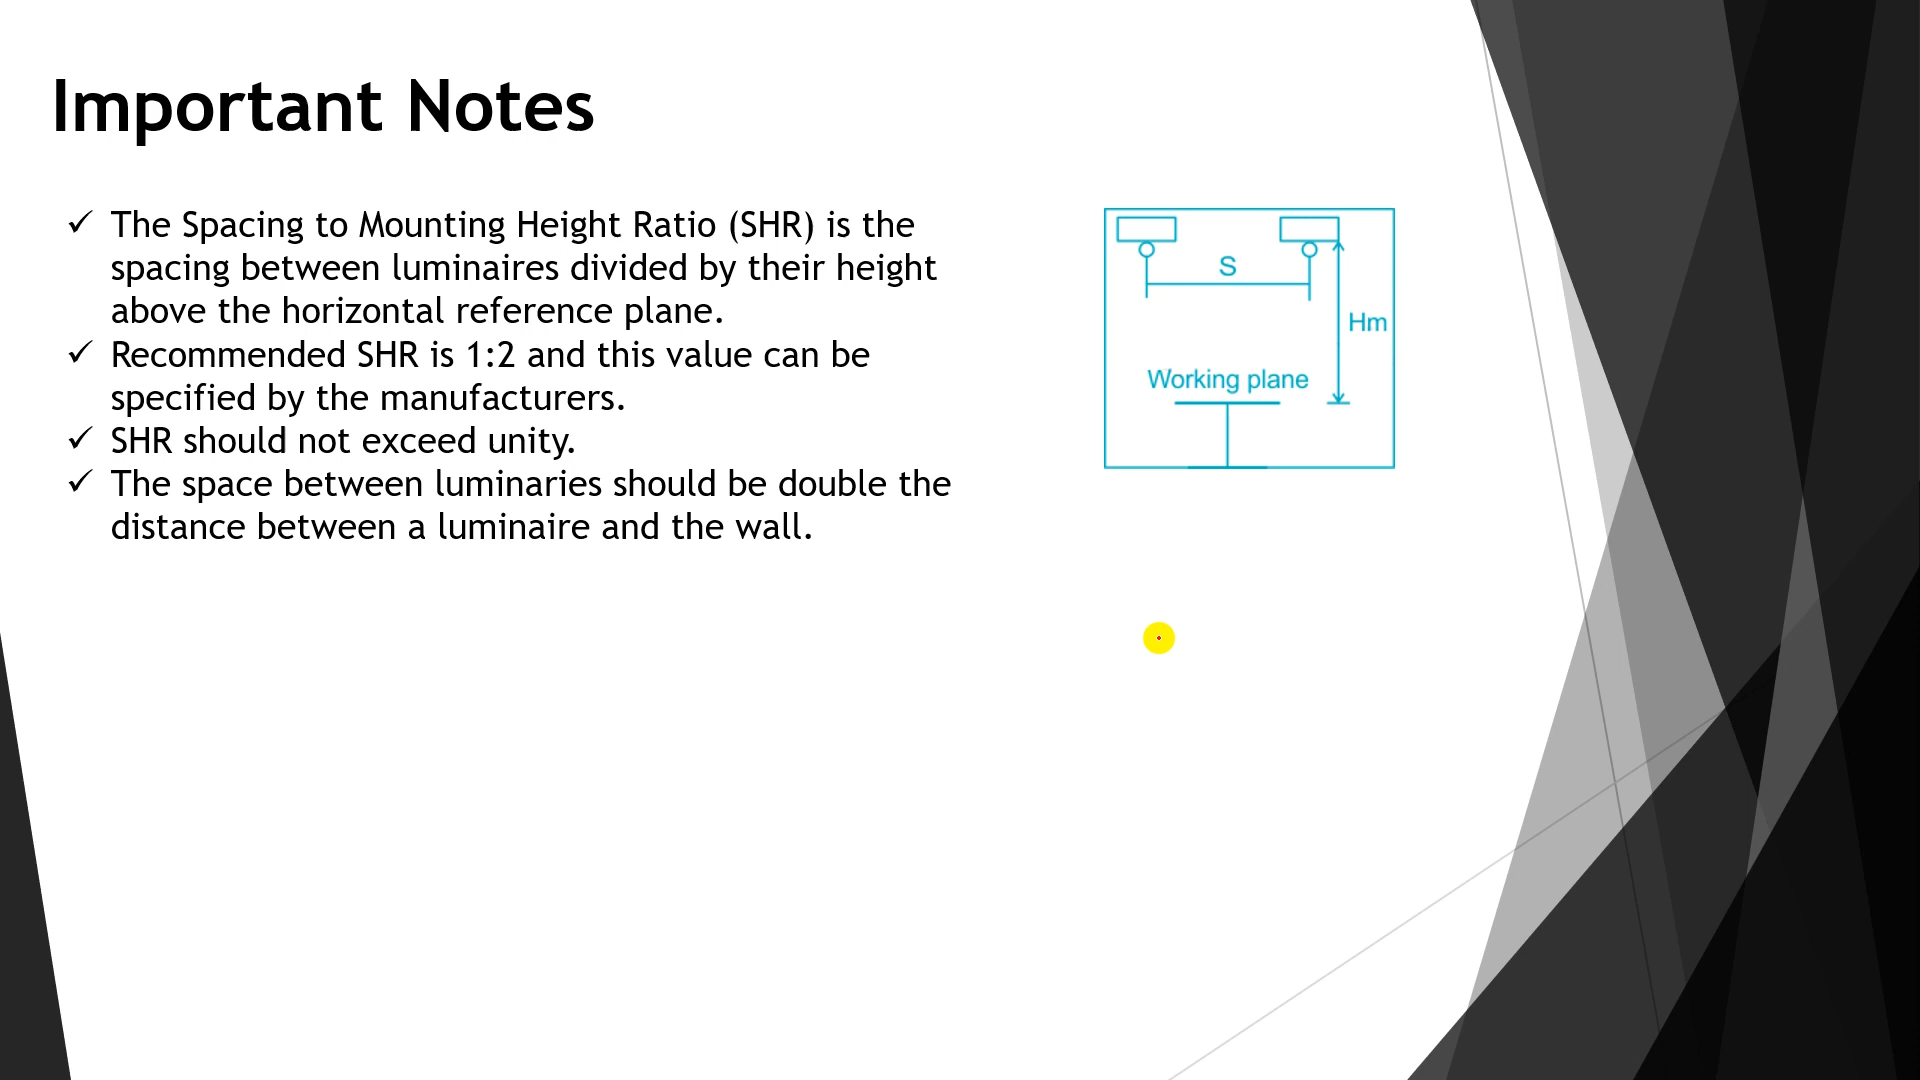 Important Notes
✓ The Spacing to Mounting Height Ratio (SHR) is the
spacing between luminaires divided by their height
above the horizontal reference plane.
✓ Recommended SHR is 1:2 and this value can be
specified by the manufacturers.
✓ SHR should not exceed unity.
✓ The space between luminaries should be double the
distance between a luminaire and the wall.
S
Hm
Working plane